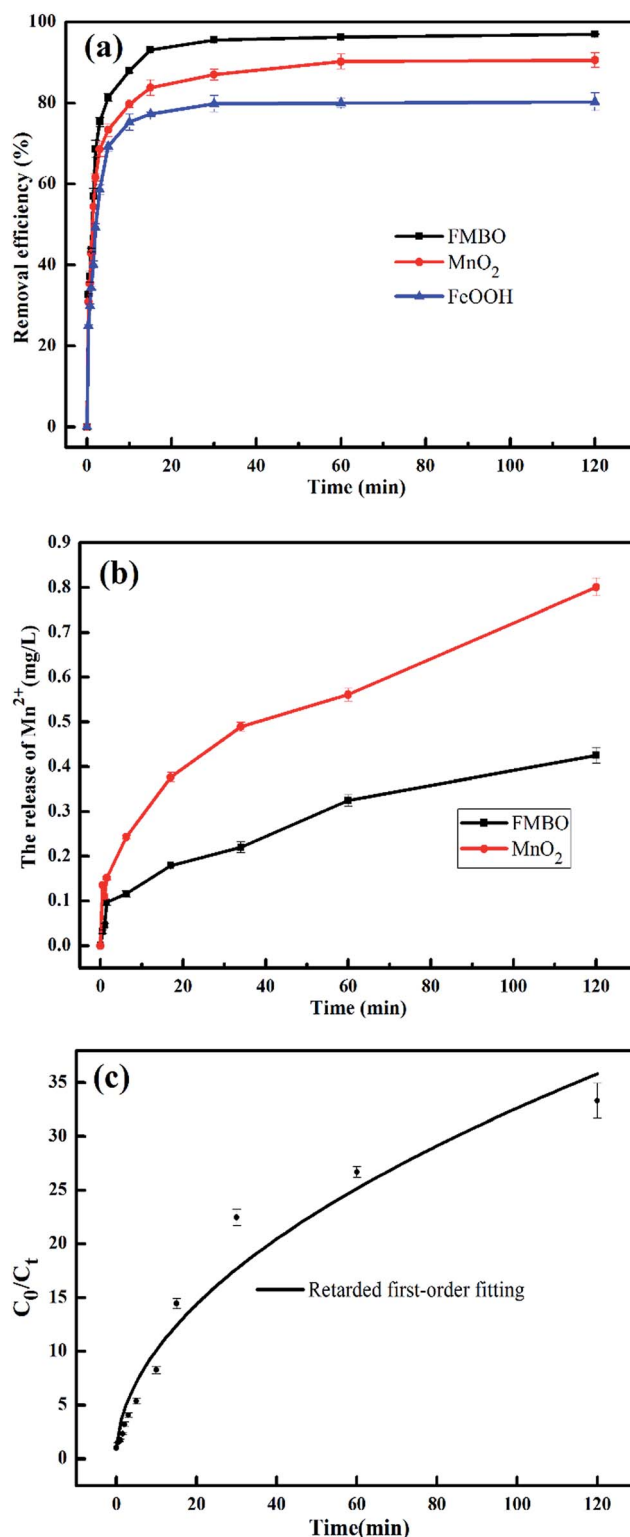 (a)
100
80
60
40
20
0
Removal efficiency (%)
FMBO
MnO₂
FeOOH
0 20 40 60 80 100 120
Time (min)
(b)
0.9
0.8
0.7
0.6
0.5
0.4
0.3
0.2
0.1
0.0
The release of Mn²⁺(mg/L)
FMBO
MnO₂
0 20 40 60 80 100 120
Time (min)
(c)
35
30
25
20
15
10
5
0
C₀/Cₜ
Retarded first-order fitting
0 20 40 60 80 100 120
Time(min)